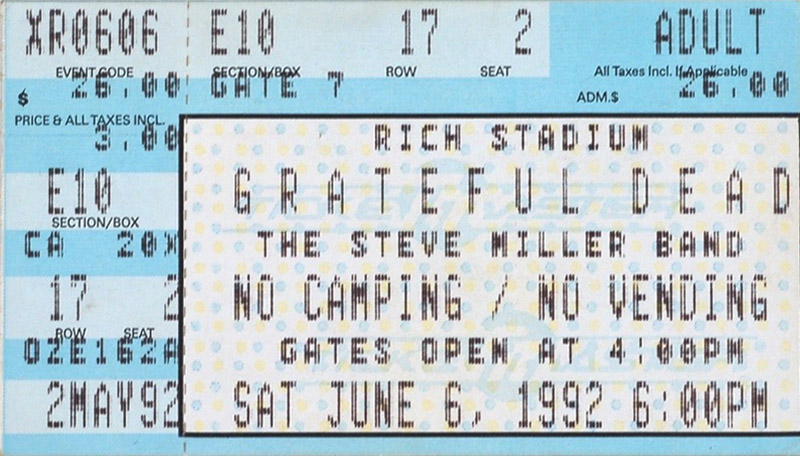 XR0606 E10 17 2 ADULT
EVENT CODE SECTION/BOX ROW SEAT All Taxes Incl. If Applicable
$ 26.00 GATE 7 ADM.$ 26.00
PRICE & ALL TAXES INCL.
3.00 RICH STADIUM
E10 GRATEFUL DEAD
SECTION/BOX
CA 20X THE STEVE MILLER BAND
17 2 NO CAMPING / NO VENDING
ROW SEAT
OZE162A GATES OPEN AT 4:00PM
2MAY92 SAT JUNE 6, 1992 6:00PM
TICKETMASTER
TICKETMASTER